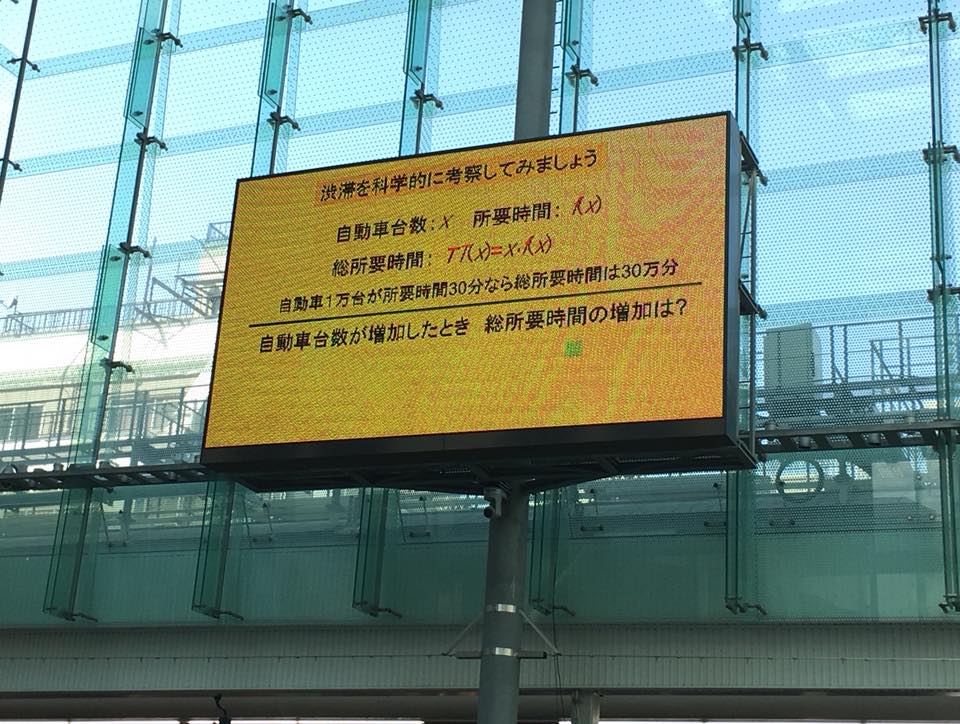 渋滞を科学的に考察してみましょう
自動車台数：x 所要時間：t(x)
総所要時間：TT(x)=x・t(x)
自動車１万台が所要時間30分なら総所要時間は30万分
自動車台数が増加したとき 総所要時間の増加は？